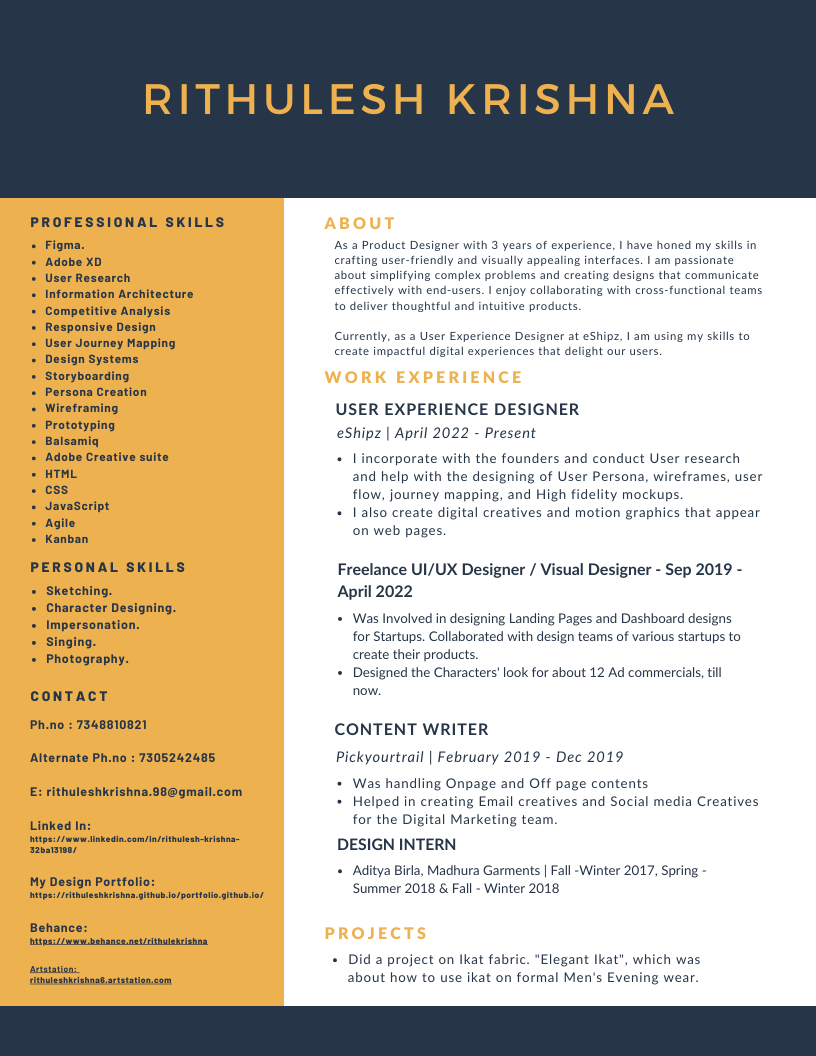 RITHULESH KRISHNA
PROFESSIONAL SKILLS
• Figma.
• Adobe XD
• User Research
• Information Architecture
• Competitive Analysis
• Responsive Design
• User Journey Mapping
• Design Systems
• Storyboarding
• Persona Creation
• Wireframing
• Prototyping
• Balsamiq
• Adobe Creative suite
• HTML
• CSS
• JavaScript
• Agile
• Kanban
PERSONAL SKILLS
• Sketching.
• Character Designing.
• Impersonation.
• Singing.
• Photography.
CONTACT
Ph.no : 7348810821
Alternate Ph.no : 7305242485
E: rithuleshkrishna.98@gmail.com
Linked In:
https://www.linkedin.com/in/rithulesh-krishna-
32ba13198/
My Design Portfolio:
https://rithuleshkrishna.github.io/portfolio.github.io/
Behance:
https://www.behance.net/rithulekrishna
Artstation:
rithuleshkrishna6.artstation.com
ABOUT
As a Product Designer with 3 years of experience, I have honed my skills in
crafting user-friendly and visually appealing interfaces. I am passionate
about simplifying complex problems and creating designs that communicate
effectively with end-users. I enjoy collaborating with cross-functional teams
to deliver thoughtful and intuitive products.
Currently, as a User Experience Designer at eShipz, I am using my skills to
create impactful digital experiences that delight our users.
WORK EXPERIENCE
USER EXPERIENCE DESIGNER
eShipz | April 2022 - Present
• I incorporate with the founders and conduct User research
and help with the designing of User Persona, wireframes, user
flow, journey mapping, and High fidelity mockups.
• I also create digital creatives and motion graphics that appear
on web pages.
Freelance UI/UX Designer / Visual Designer - Sep 2019 -
April 2022
• Was Involved in designing Landing Pages and Dashboard designs
for Startups. Collaborated with design teams of various startups to
create their products.
• Designed the Characters' look for about 12 Ad commercials, till
now.
CONTENT WRITER
Pickyourtrail | February 2019 - Dec 2019
• Was handling Onpage and Off page contents
• Helped in creating Email creatives and Social media Creatives
for the Digital Marketing team.
DESIGN INTERN
• Aditya Birla, Madhura Garments | Fall -Winter 2017, Spring -
Summer 2018 & Fall - Winter 2018
PROJECTS
• Did a project on Ikat fabric. "Elegant Ikat", which was
about how to use ikat on formal Men's Evening wear.